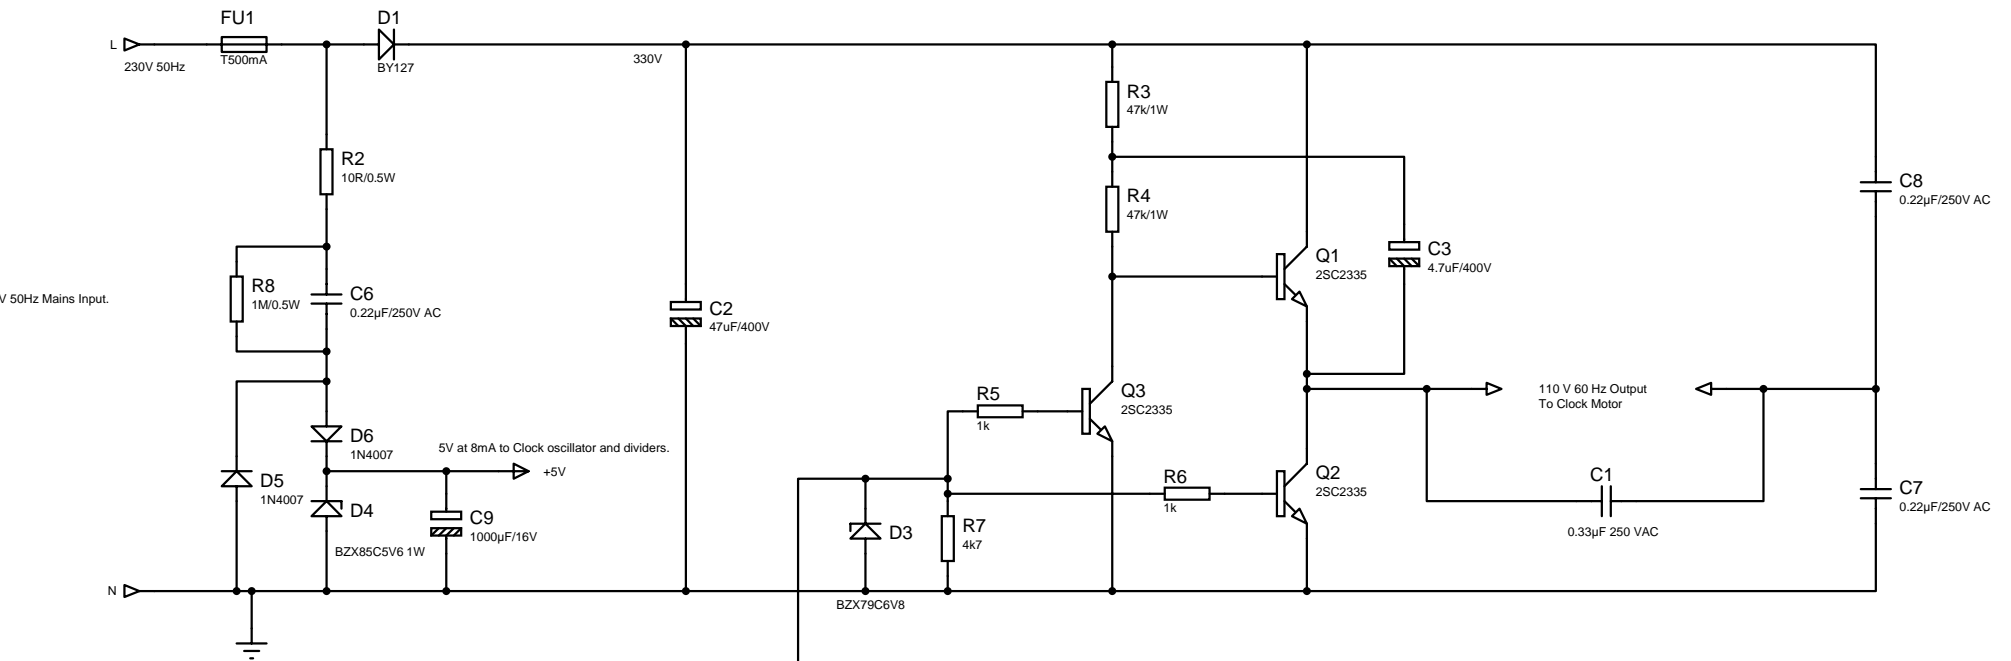 FU1
D1
L
T500mA
BY127
230V 50Hz
330V
R3
47k/1W
R2
10R/0.5W
R4
47k/1W
C8
0.22µF/250V AC
Q1
2SC2335
C3
4.7uF/400V
R8
1M/0.5W
C6
0.22µF/250V AC
V 50Hz Mains Input.
C2
47uF/400V
R5
1k
Q3
2SC2335
110 V 60 Hz Output
To Clock Motor
D6
1N4007
5V at 8mA to Clock oscillator and dividers.
+5V
D5
1N4007
D4
BZX85C5V6 1W
C9
1000µF/16V
D3
BZX79C6V8
R7
4k7
R6
1k
Q2
2SC2335
C1
0.33µF 250 VAC
C7
0.22µF/250V AC
N